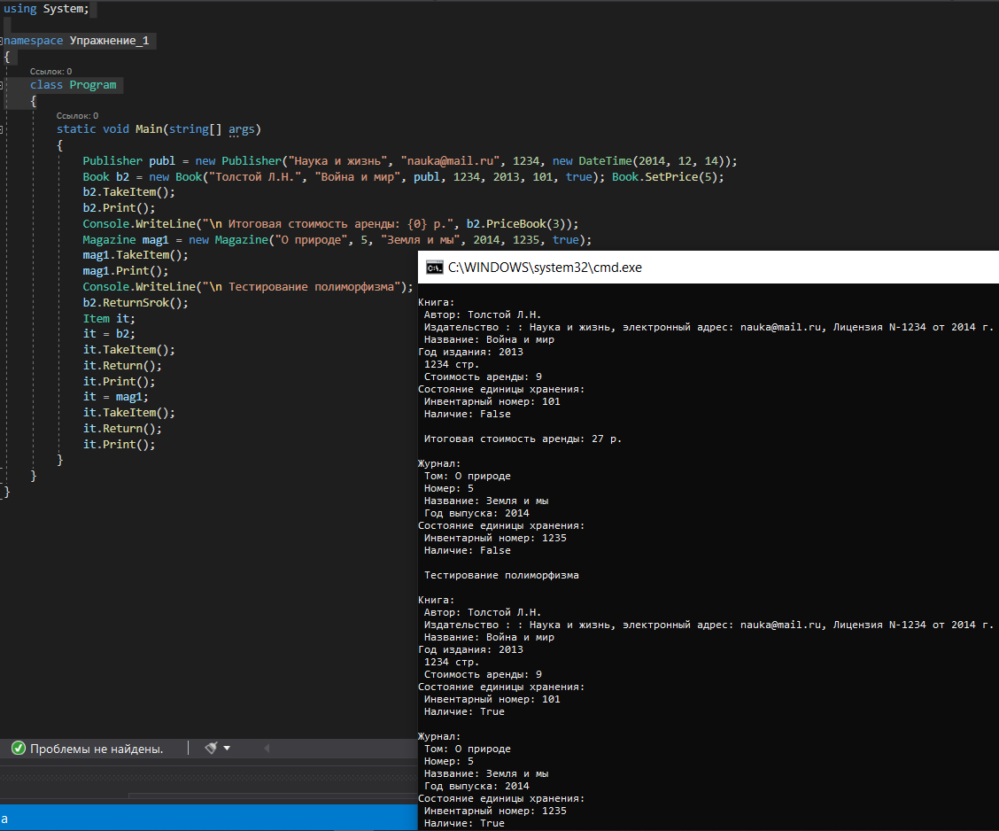 using System;
namespace Упражнение_1
{
Ссылок: 0
class Program
{
Ссылок: 0
static void Main(string[] args)
{
Publisher publ = new Publisher("Наука и жизнь", "nauka@mail.ru", 1234, new DateTime(2014, 12, 14));
Book b2 = new Book("Толстой Л.Н.", "Война и мир", publ, 1234, 2013, 101, true); Book.SetPrice(5);
b2.TakeItem();
b2.Print();
Console.WriteLine("\n Итоговая стоимость аренды: {0} р.", b2.PriceBook(3));
Magazine mag1 = new Magazine("О природе", 5, "Земля и мы", 2014, 1235, true);
mag1.TakeItem();
mag1.Print();
Console.WriteLine("\n Тестирование полиморфизма");
b2.ReturnSrok();
Item it;
it = b2;
it.TakeItem();
it.Return();
it.Print();
it = mag1;
it.TakeItem();
it.Return();
it.Print();
}
}
}
Проблемы не найдены.
а
C:\WINDOWS\system32\cmd.exe
Книга:
Автор: Толстой Л.Н.
Издательство : : Наука и жизнь, электронный адрес: nauka@mail.ru, Лицензия N-1234 от 2014 г.
Название: Война и мир
Год издания: 2013
1234 стр.
Стоимость аренды: 9
Состояние единицы хранения:
Инвентарный номер: 101
Наличие: False
Итоговая стоимость аренды: 27 р.
Журнал:
Том: О природе
Номер: 5
Название: Земля и мы
Год выпуска: 2014
Состояние единицы хранения:
Инвентарный номер: 1235
Наличие: False
Тестирование полиморфизма
Книга:
Автор: Толстой Л.Н.
Издательство : : Наука и жизнь, электронный адрес: nauka@mail.ru, Лицензия N-1234 от 2014 г.
Название: Война и мир
Год издания: 2013
1234 стр.
Стоимость аренды: 9
Состояние единицы хранения:
Инвентарный номер: 101
Наличие: True
Журнал:
Том: О природе
Номер: 5
Название: Земля и мы
Год выпуска: 2014
Состояние единицы хранения:
Инвентарный номер: 1235
Наличие: True